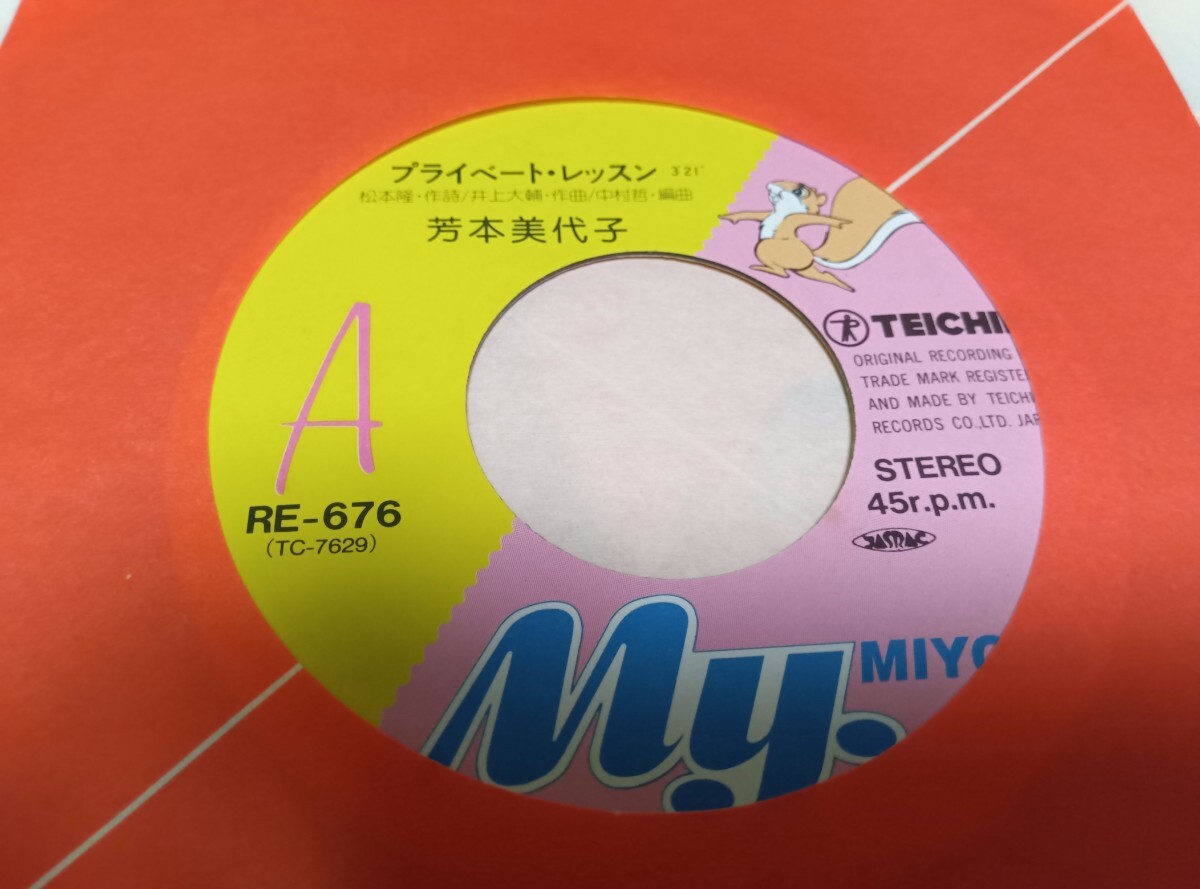 プライベート・レッスン 3'21"
松本隆・作詩/井上大輔・作曲/中村哲・編曲
芳本美代子
A
RE-676
(TC-7629)
TEICHI
ORIGINAL RECORDING
TRADE MARK REGISTE
AND MADE BY TEICHI
RECORDS CO.,LTD. JAP
STEREO
45r.p.m.
JASRAC
My.
MIYO